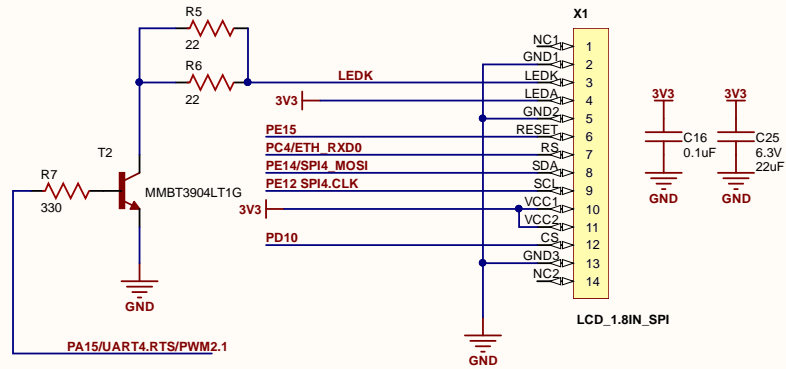 X1
R5
22
R6
22
LEDK
3V3
PE15
PC4/ETH_RXD0
PE14/SPI4_MOSI
PE12 SPI4.CLK
3V3
PD10
NC1 1
GND1 2
LEDK 3
LEDA 4
GND2 5
RESET 6
RS 7
SDA 8
SCL 9
VCC1 10
VCC2 11
CS 12
GND3 13
NC2 14
LCD_1.8IN_SPI
GND
T2
MMBT3904LT1G
R7
330
GND
PA15/UART4.RTS/PWM2.1
3V3
C16
0.1uF
GND
3V3
C25
6.3V
22uF
GND